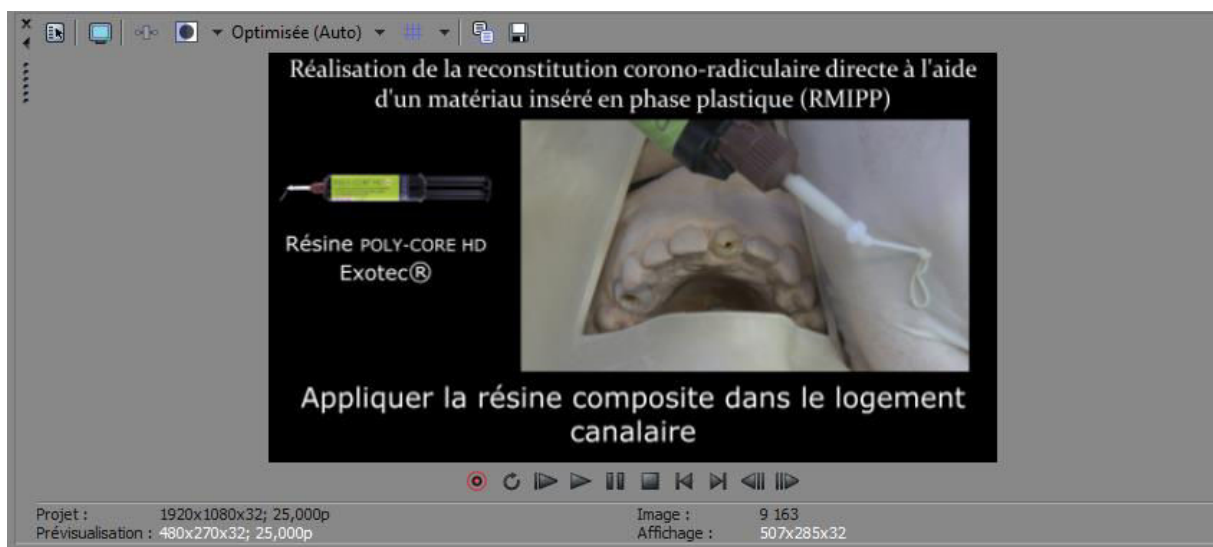 Optimisée (Auto)
Réalisation de la reconstitution corono-radiculaire directe à l'aide
d'un matériau inséré en phase plastique (RMIPP)
Résine POLY-CORE HD
Exotec®
Appliquer la résine composite dans le logement
canalaire
Projet : 1920x1080x32; 25,000p
Prévisualisation : 480x270x32; 25,000p
Image : 9 163
Affichage : 507x285x32